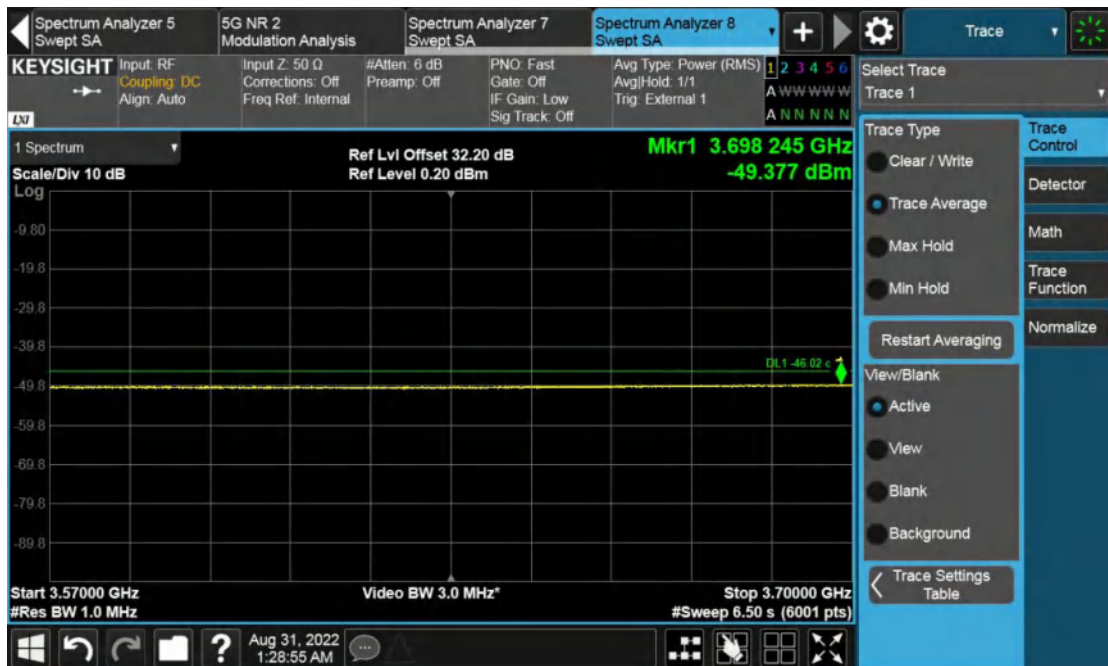 Spectrum Analyzer 5
Swept SA
5G NR 2
Modulation Analysis
Spectrum Analyzer 7
Swept SA
Spectrum Analyzer 8
Swept SA
+
Trace
KEYSIGHT
LXI
Input: RF
Coupling: DC
Align: Auto
Input Z: 50 Ω
Corrections: Off
Freq Ref: Internal
#Atten: 6 dB
Preamp: Off
PNO: Fast
Gate: Off
IF Gain: Low
Sig Track: Off
Avg Type: Power (RMS)
Avg|Hold: 1/1
Trig: External 1
1 2 3 4 5 6
A W W W W W
A N N N N N
Select Trace
Trace 1
1 Spectrum
Scale/Div 10 dB
Log
Ref Lvl Offset 32.20 dB
Ref Level 0.20 dBm
Mkr1 3.698 245 GHz
-49.377 dBm
-9.80
-19.8
-29.8
-39.8
-49.8
-59.8
-69.8
-79.8
-89.8
DL1 -46.02 c
1
Start 3.57000 GHz
#Res BW 1.0 MHz
Video BW 3.0 MHz*
Stop 3.70000 GHz
#Sweep 6.50 s (6001 pts)
Trace Type
Clear / Write
Trace Average
Max Hold
Min Hold
Restart Averaging
View/Blank
Active
View
Blank
Background
Trace Settings
Table
Trace
Control
Detector
Math
Trace
Function
Normalize
?
Aug 31, 2022
1:28:55 AM